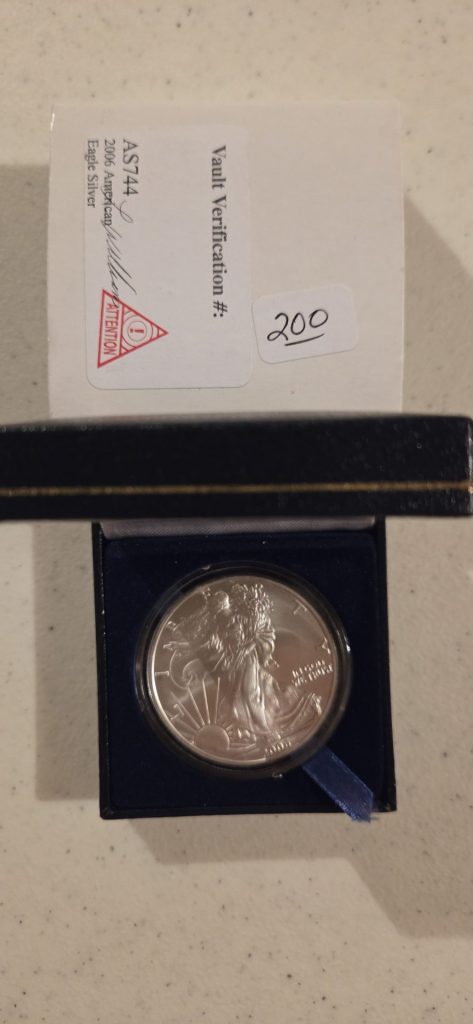 Vault Verification #:
AS744
2006 American
Eagle Silver
ATTENTION
!
200
LIBERTY
IN GOD
WE TRUST